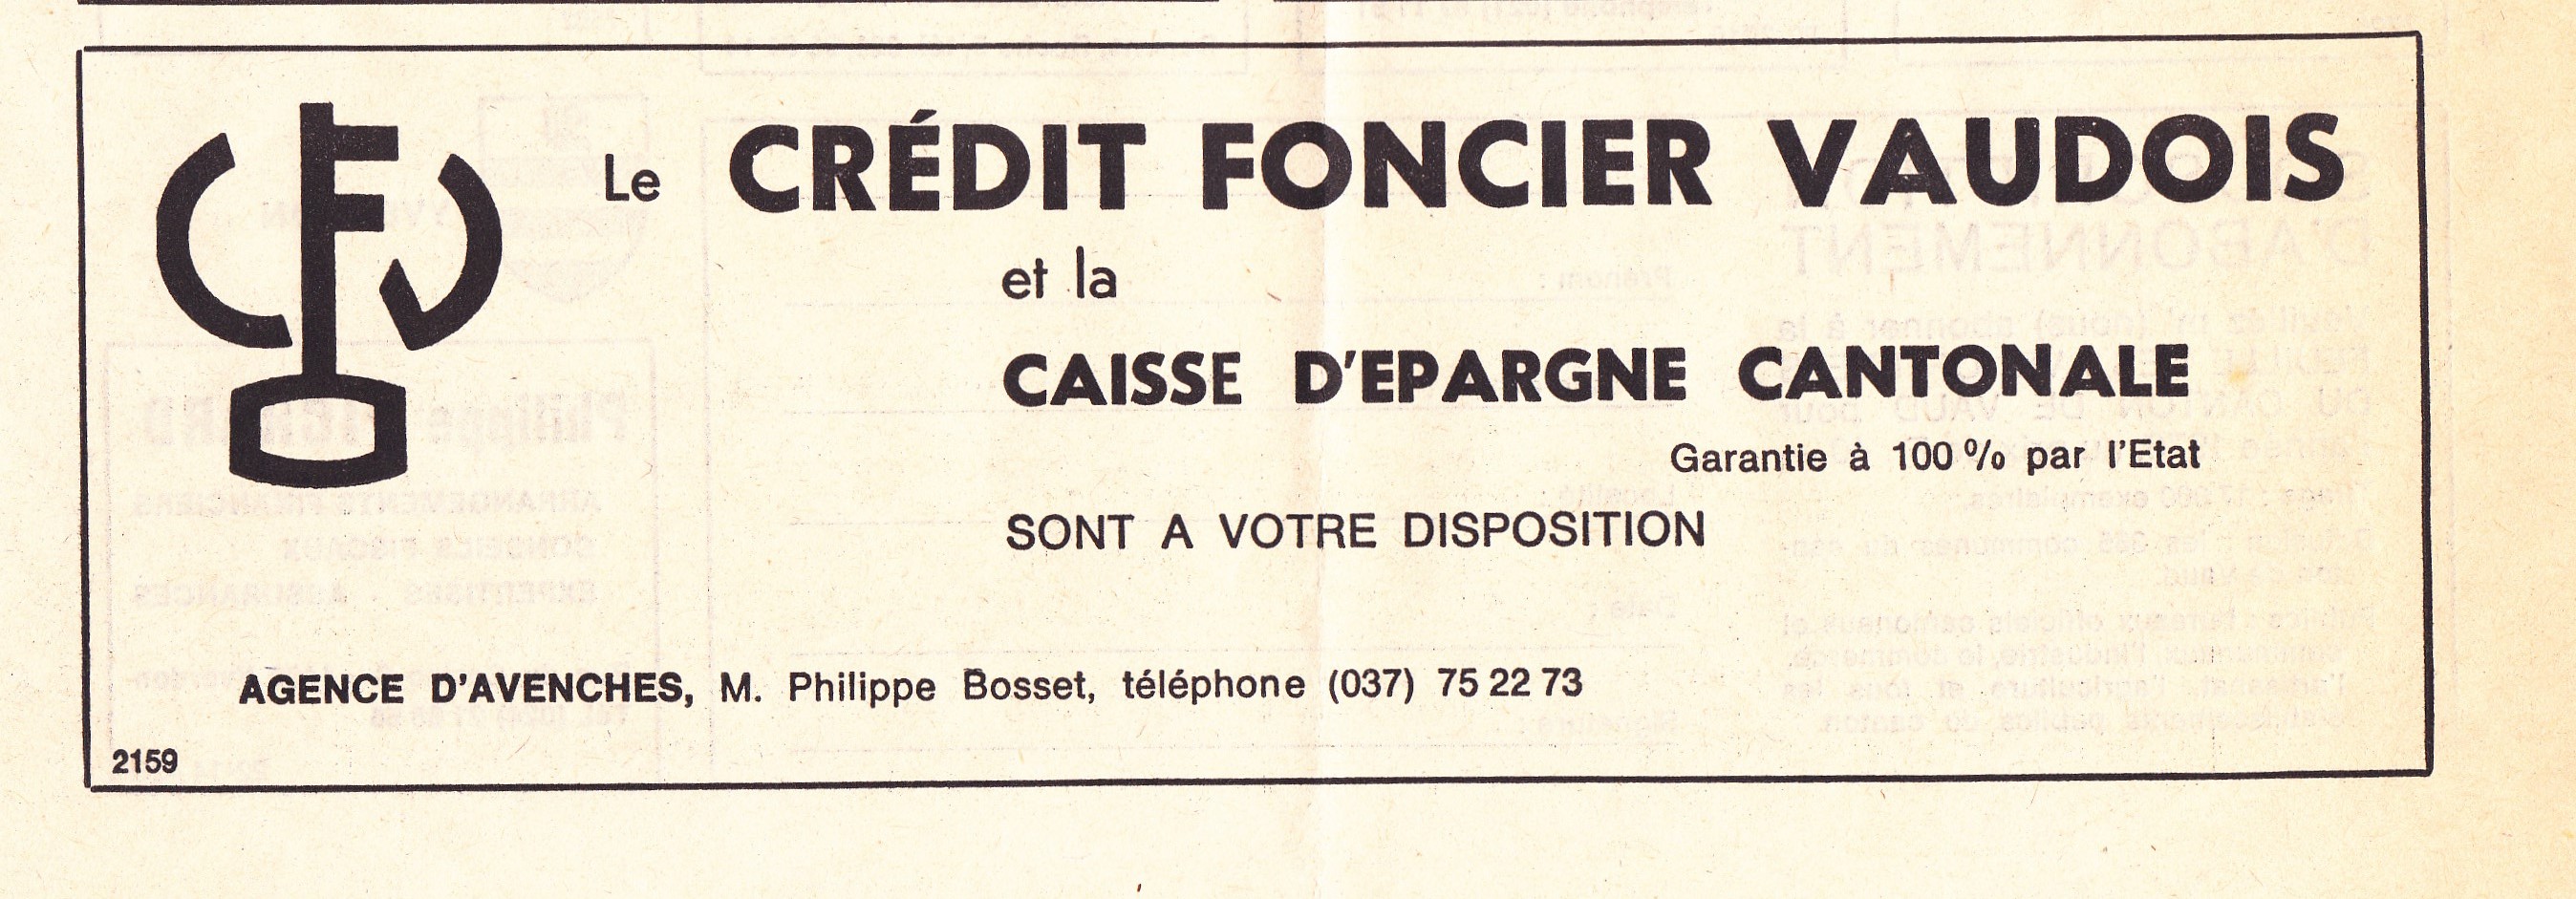 Le CRÉDIT FONCIER VAUDOIS
et la
CAISSE D'EPARGNE CANTONALE
Garantie à 100 % par l'Etat
SONT A VOTRE DISPOSITION
AGENCE D'AVENCHES, M. Philippe Bosset, téléphone (037) 75 22 73
2159